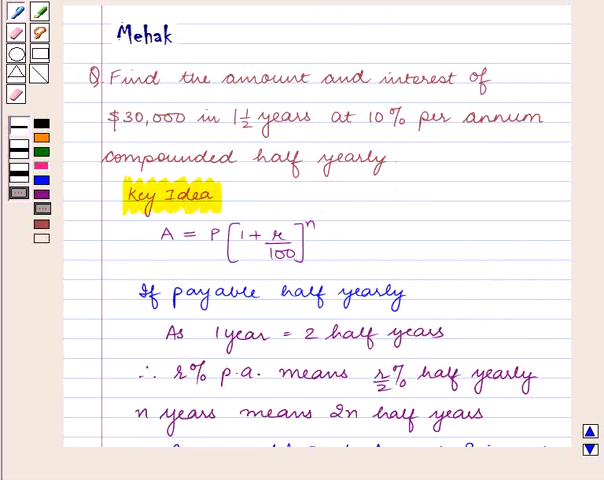 Mehak
Q. Find the amount and interest of
$30,000 in 1 1/2 years at 10% per annum
compounded half yearly.
Key Idea
A = P [1 + r/100]^n
If payable half yearly
As 1 year = 2 half years
∴ r% p.a. means r/2% half yearly
n years means 2n half years